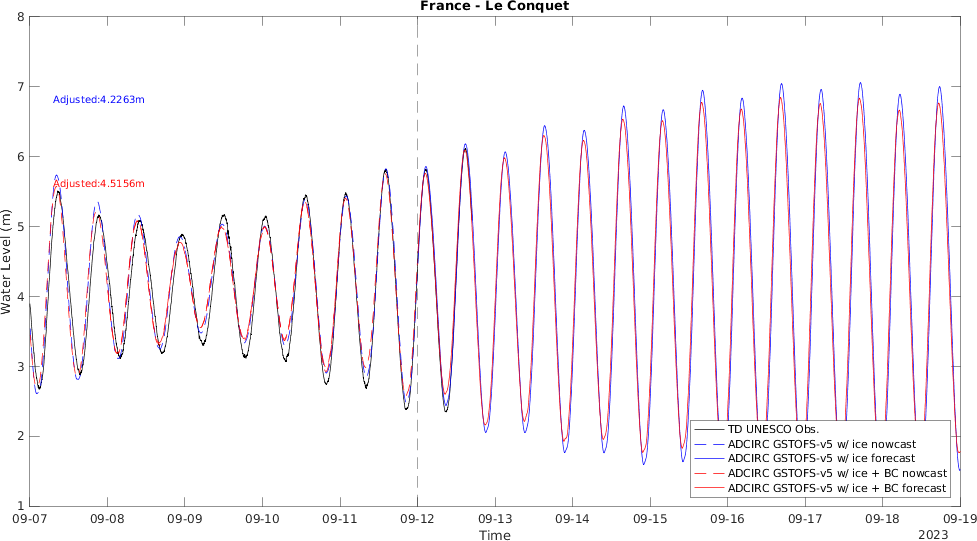 France - Le Conquet
8
7
6
5
4
3
2
1
Water Level (m)
Adjusted:4.2263m
Adjusted:4.5156m
TD UNESCO Obs.
ADCIRC GSTOFS-v5 w/ ice nowcast
ADCIRC GSTOFS-v5 w/ ice forecast
ADCIRC GSTOFS-v5 w/ ice + BC nowcast
ADCIRC GSTOFS-v5 w/ ice + BC forecast
09-07 09-08 09-09 09-10 09-11 09-12 09-13 09-14 09-15 09-16 09-17 09-18 09-19
Time
2023